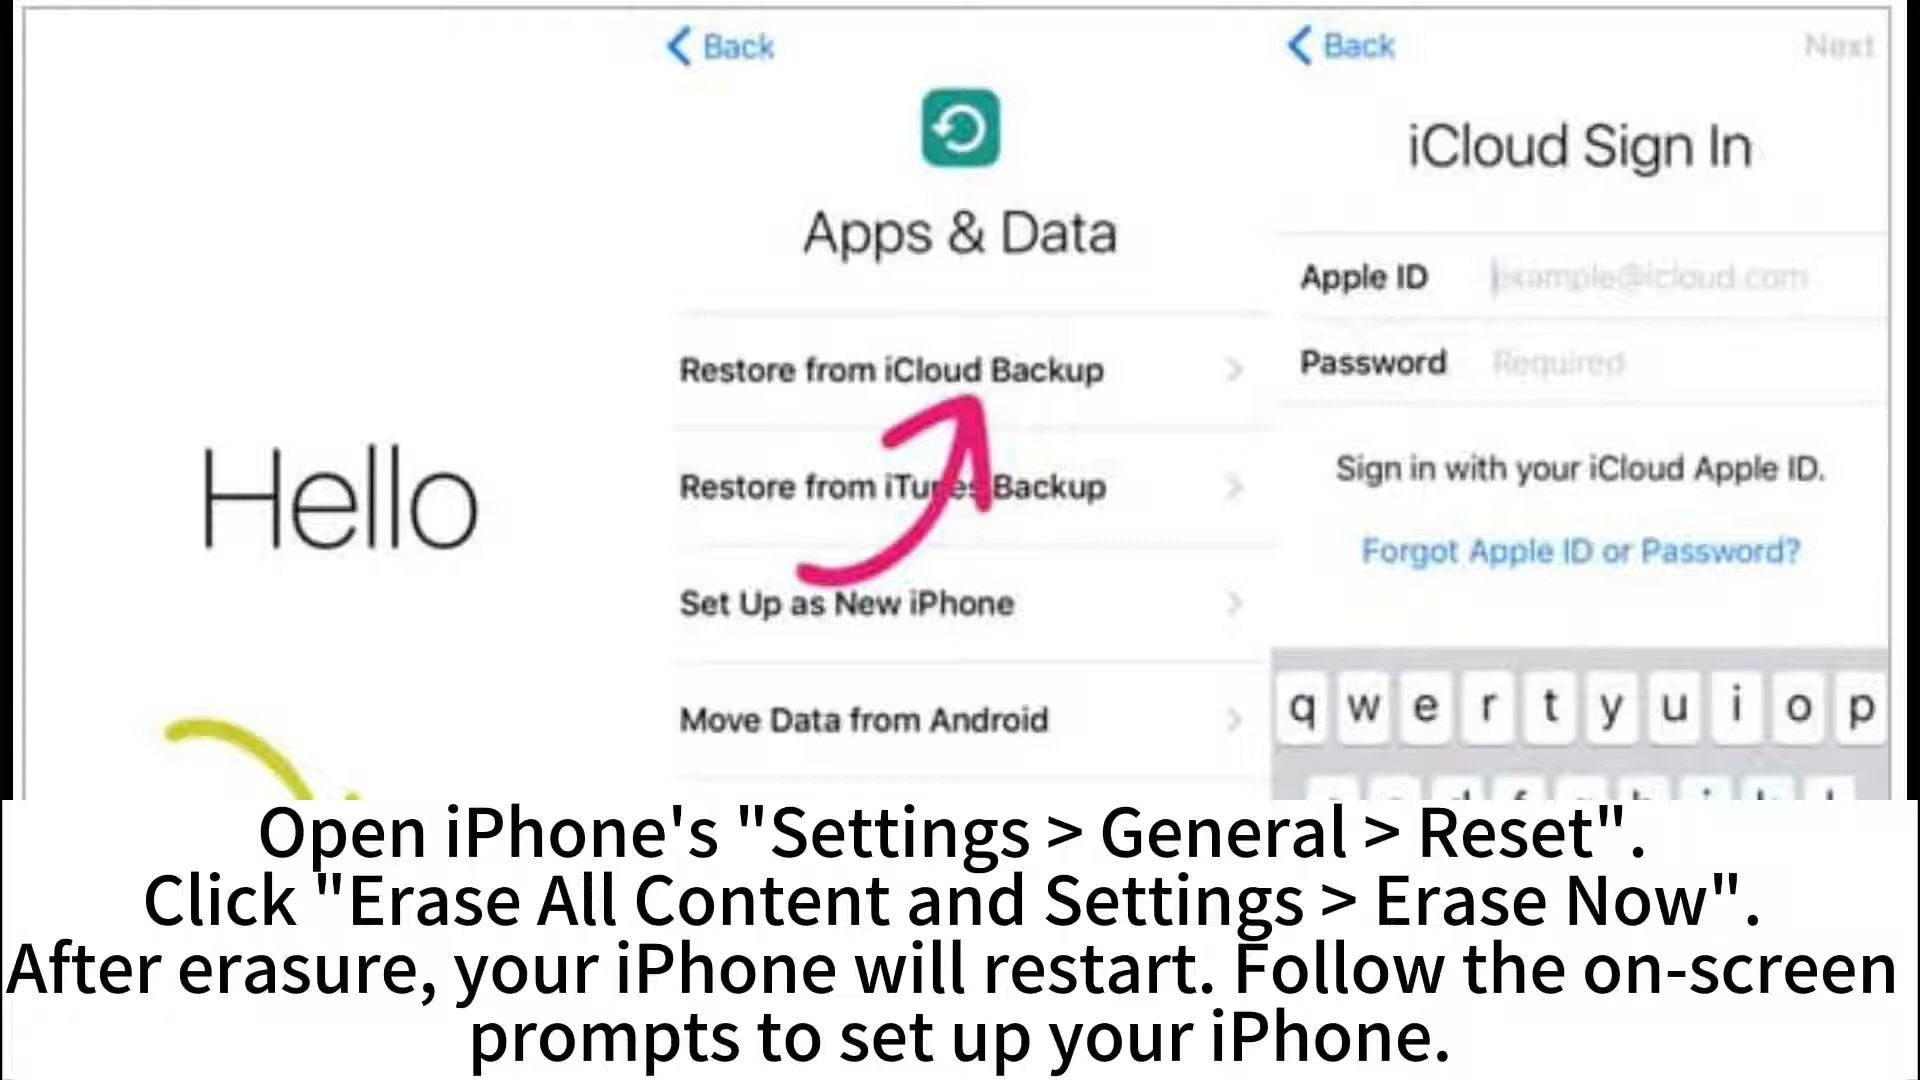 Hello
Back
Apps & Data
Restore from iCloud Backup
Restore from iTunes Backup
Set Up as New iPhone
Move Data from Android
Back
Next
iCloud Sign In
Apple ID
example@icloud.com
Password
Required
Sign in with your iCloud Apple ID.
Forgot Apple ID or Password?
q w e r t y u i o p
Open iPhone's "Settings > General > Reset".
Click "Erase All Content and Settings > Erase Now".
After erasure, your iPhone will restart. Follow the on-screen
prompts to set up your iPhone.